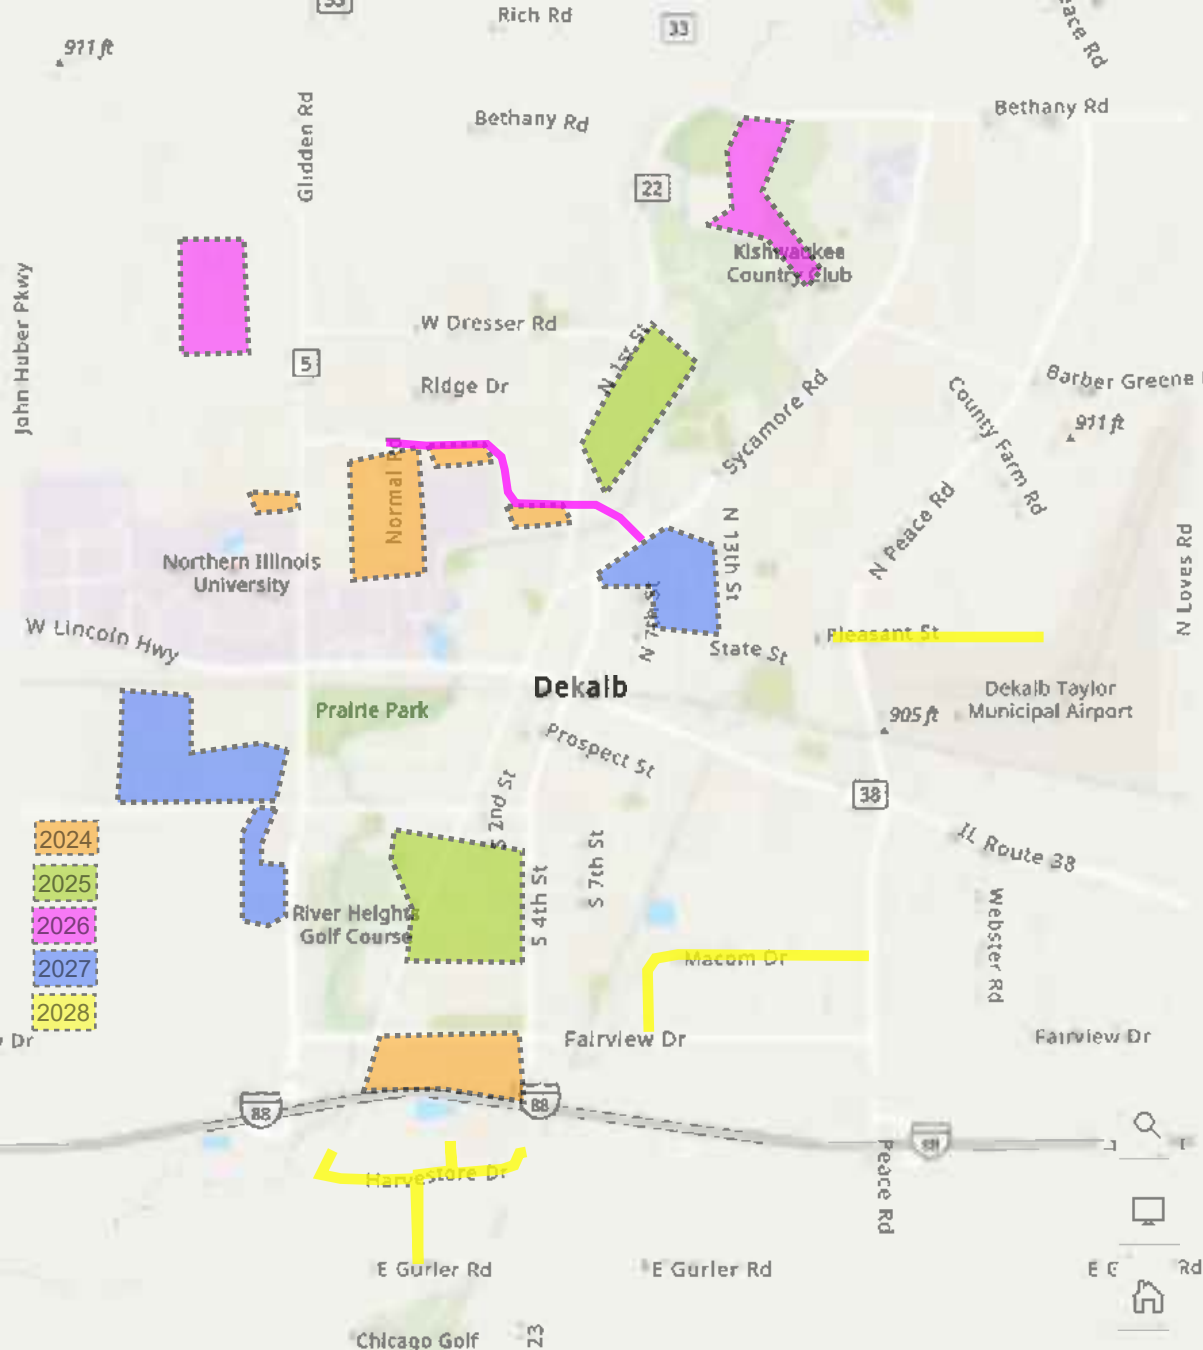 Rich Rd
33
Peace Rd
911 ft
Bethany Rd
Bethany Rd
Glidden Rd
22
Kishwaukee
Country Club
John Huber Pkwy
W Dresser Rd
N 1st St
5
Ridge Dr
Barber Greene
Sycamore Rd
County Farm Rd
911 ft
Normal Rd
N 13th St
N Peace Rd
N Loves Rd
Northern Illinois
University
W Lincoln Hwy
N 7th St
State St
Pleasant St
Dekalb
Prairie Park
Dekalb Taylor
Municipal Airport
905 ft
Prospect St
S 2nd St
38
IL Route 38
2024
2025
2026
2027
2028
S 7th St
S 4th St
River Heights
Golf Course
Webster Rd
Macom Dr
Dr
Fairview Dr
Fairview Dr
88
88
Peace Rd
Harvestore Dr
E Gurler Rd
E Gurler Rd
Rd
Chicago Golf
23